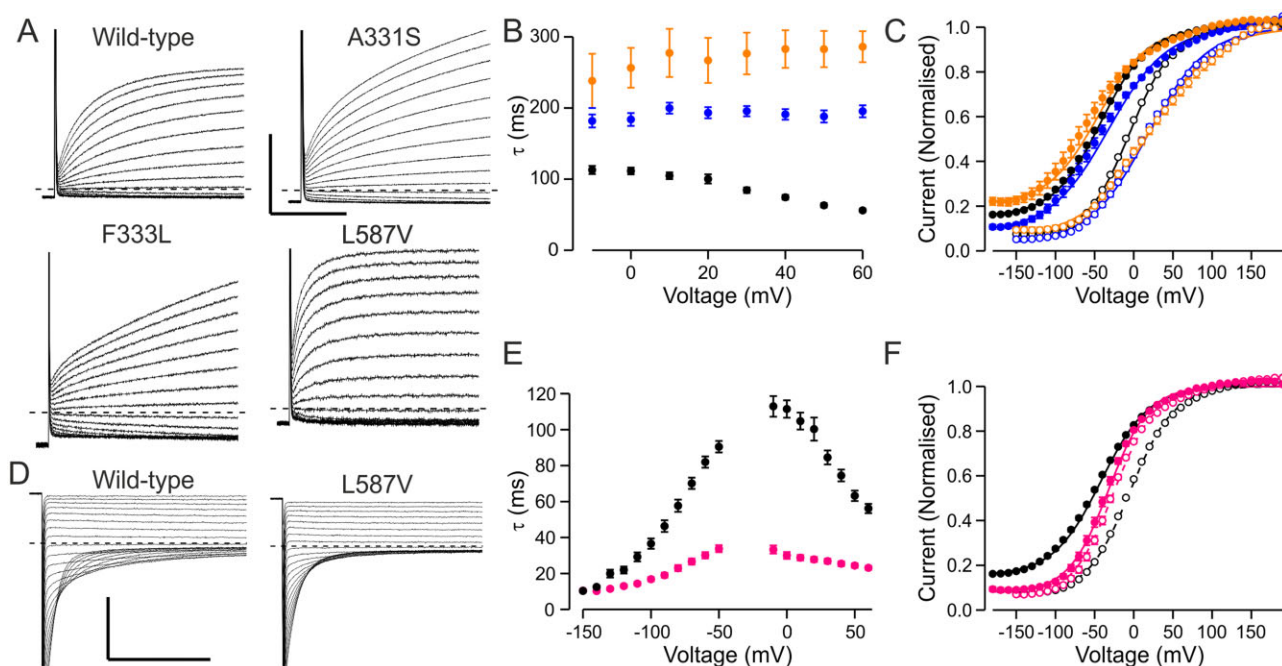 A
Wild-type
A331S
F333L
L587V
B
300
200
100
0
τ (ms)
0 20 40 60
Voltage (mV)
C
1.0
0.8
0.6
0.4
0.2
0.0
Current (Normalised)
-150 -100 -50 0 50 100 150
Voltage (mV)
D
Wild-type
L587V
E
120
100
80
60
40
20
0
τ (ms)
-150 -100 -50 0 50
Voltage (mV)
F
1.0
0.8
0.6
0.4
0.2
0.0
Current (Normalised)
-150 -100 -50 0 50 100 150
Voltage (mV)